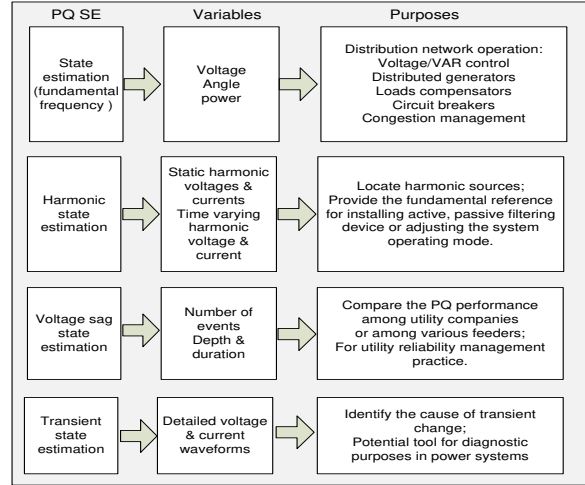 PQ SE
Variables
Purposes
State
estimation
(fundamental
frequency )
Voltage
Angle
power
Distribution network operation:
Voltage/VAR control
Distributed generators
Loads compensators
Circuit breakers
Congestion management
Harmonic
state
estimation
Static harmonic
voltages &
currents
Time varying
harmonic
voltage &
current
Locate harmonic sources;
Provide the fundamental reference
for installing active, passive filtering
device or adjusting the system
operating mode.
Voltage sag
state
estimation
Number of
events
Depth &
duration
Compare the PQ performance
among utility companies
or among various feeders;
For utility reliability management
practice.
Transient
state
estimation
Detailed voltage
& current
waveforms
Identify the cause of transient
change;
Potential tool for diagnostic
purposes in power systems